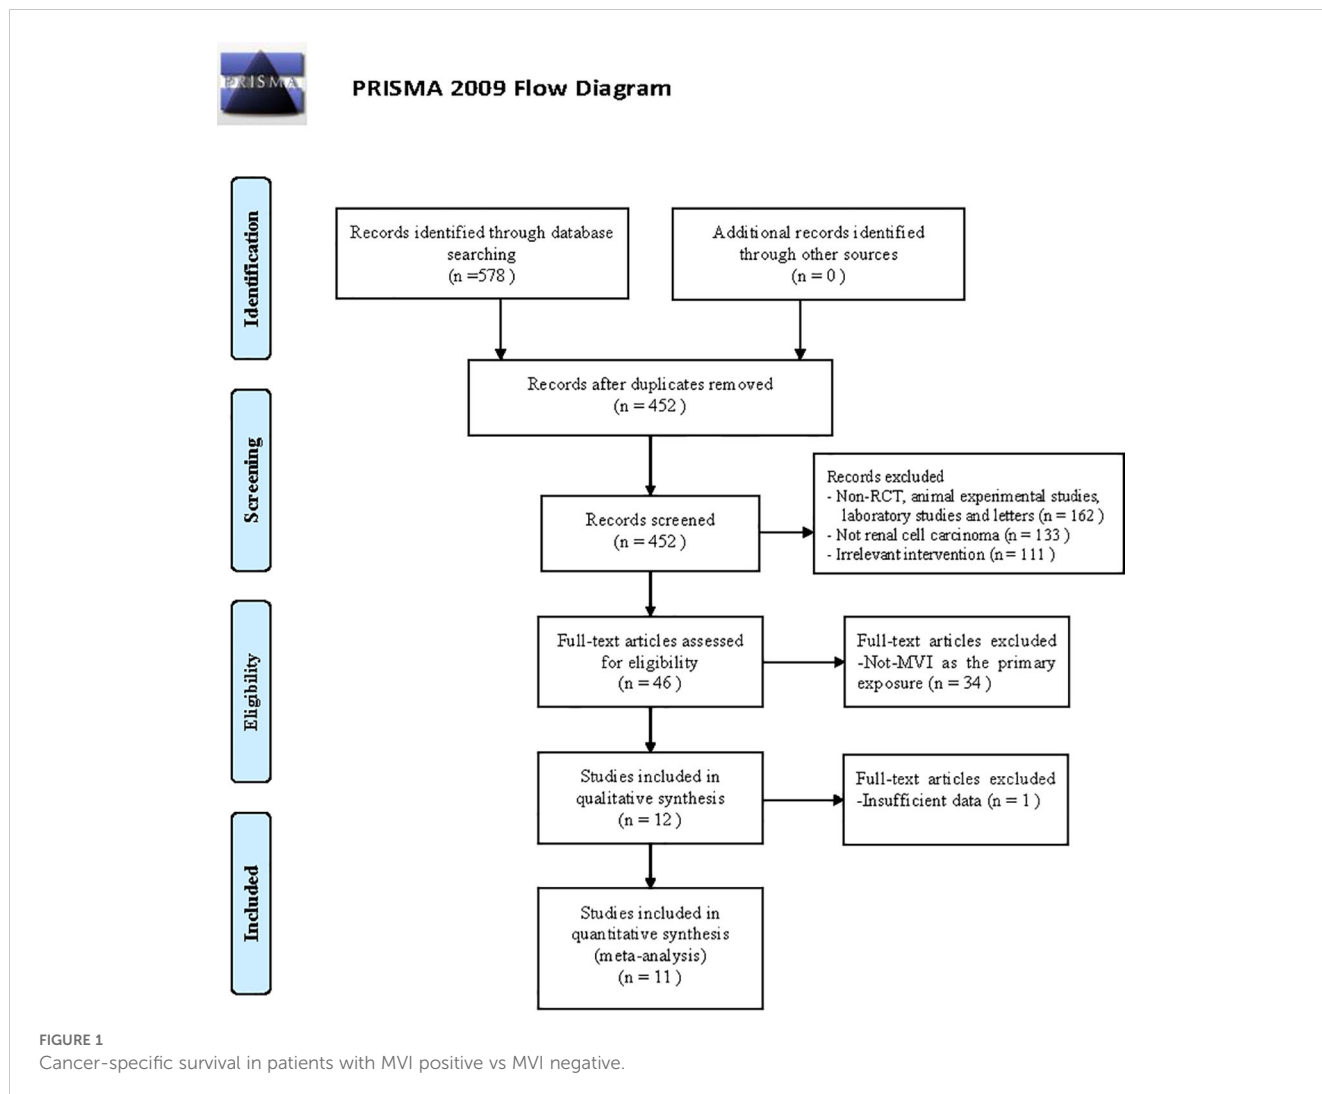 PRISMA
PRISMA 2009 Flow Diagram
Identification
Records identified through database
searching
(n =578 )
Additional records identified
through other sources
(n = 0 )
Records after duplicates removed
(n = 452 )
Screening
Records screened
(n = 452 )
Records excluded
- Non-RCT, animal experimental studies,
laboratory studies and letters (n = 162 )
- Not renal cell carcinoma (n = 133 )
- Irrelevant intervention (n = 111 )
Eligibility
Full-text articles assessed
for eligibility
(n = 46 )
Full-text articles excluded
-Not-MVI as the primary
exposure (n = 34 )
Studies included in
qualitative synthesis
(n = 12 )
Full-text articles excluded
-Insufficient data (n = 1 )
Included
Studies included in
quantitative synthesis
(meta-analysis)
(n = 11 )
FIGURE 1
Cancer-specific survival in patients with MVI positive vs MVI negative.